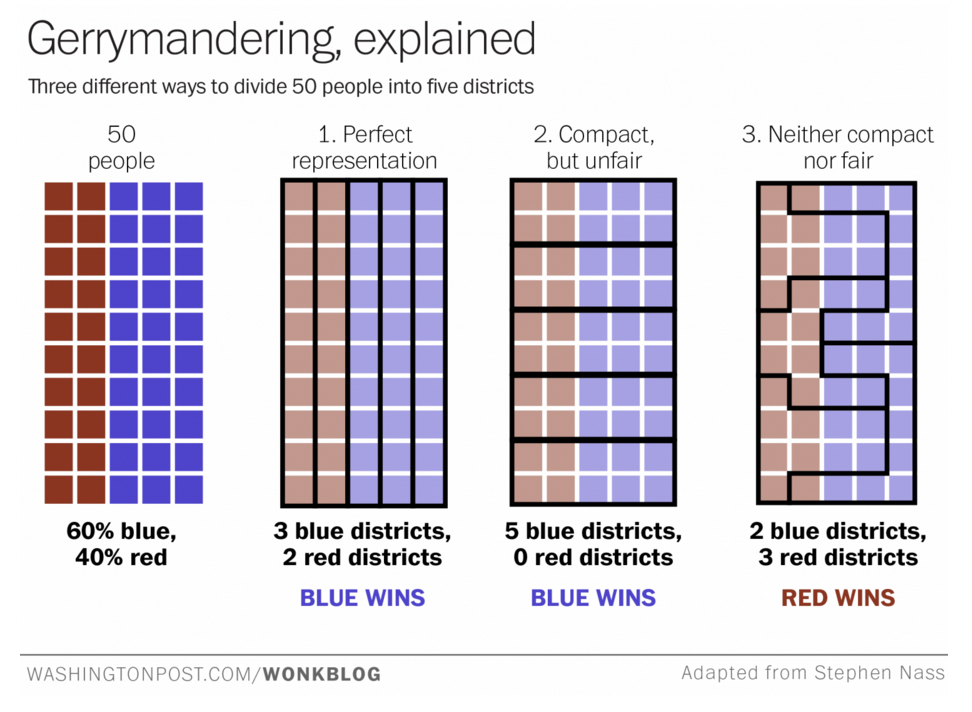 Gerrymandering, explained
Three different ways to divide 50 people into five districts
50
people
1. Perfect
representation
2. Compact,
but unfair
3. Neither compact
nor fair
60% blue,
40% red
3 blue districts,
2 red districts
BLUE WINS
5 blue districts,
0 red districts
BLUE WINS
2 blue districts,
3 red districts
RED WINS
WASHINGTONPOST.COM/WONKBLOG
Adapted from Stephen Nass